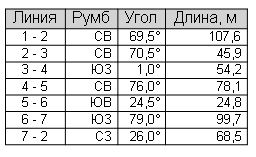 Линия Румб Угол Длина, м
1 - 2 СВ 69,5° 107,6
2 - 3 СВ 70,5° 45,9
3 - 4 ЮЗ 1,0° 54,2
4 - 5 СВ 76,0° 78,1
5 - 6 ЮВ 24,5° 24,8
6 - 7 ЮЗ 79,0° 99,7
7 - 2 СЗ 26,0° 68,5